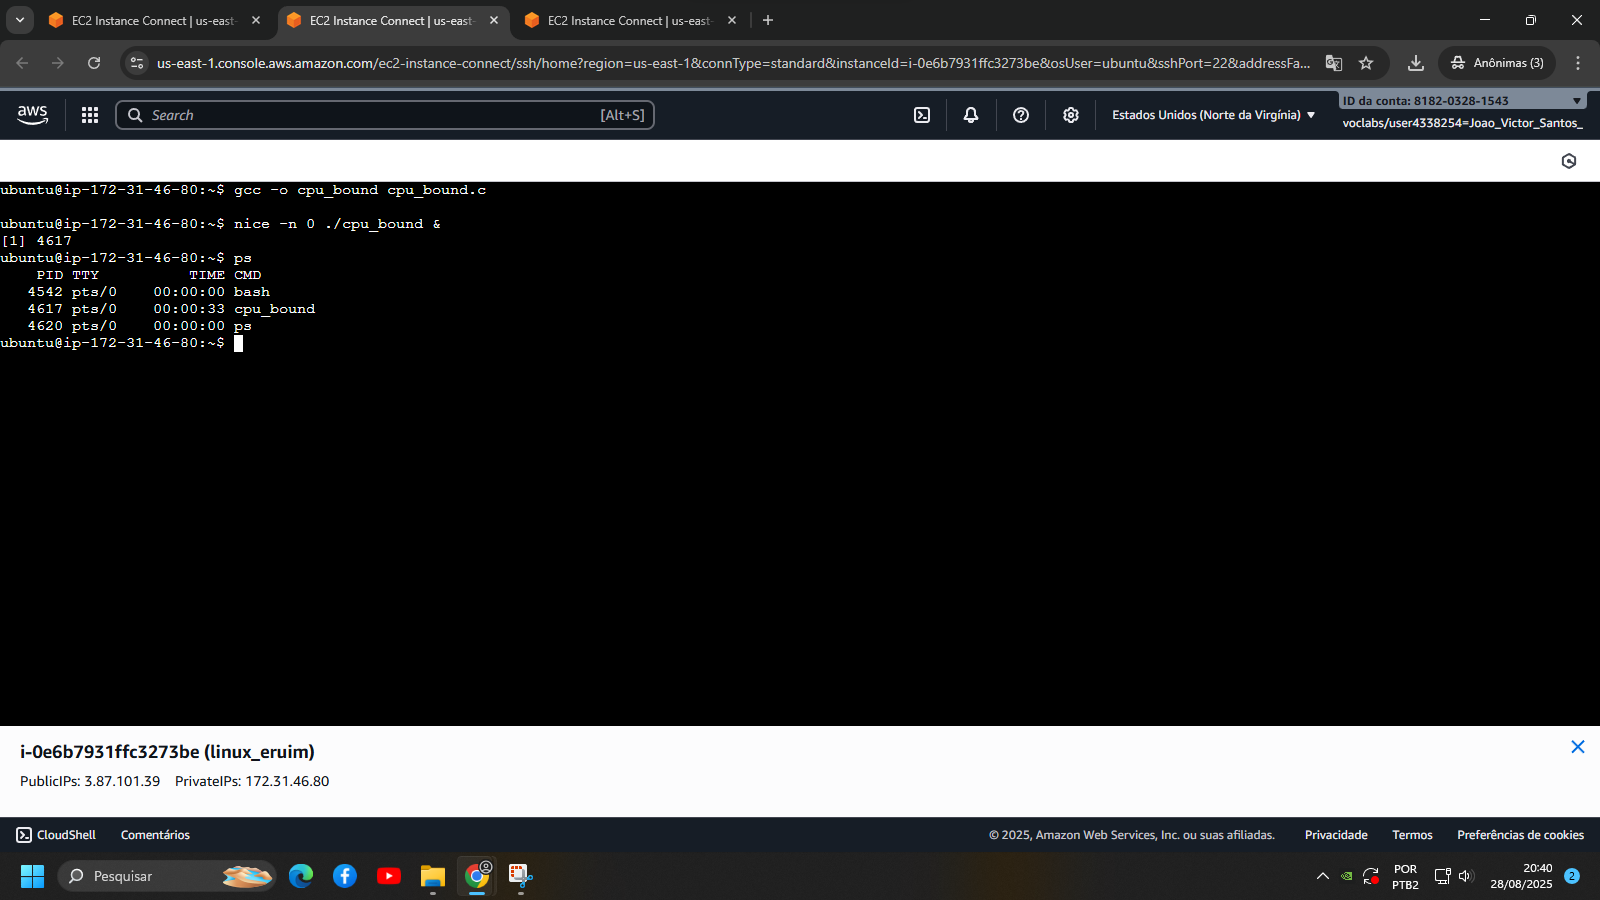 EC2 Instance Connect | us-east-
EC2 Instance Connect | us-east-
EC2 Instance Connect | us-east-
us-east-1.console.aws.amazon.com/ec2-instance-connect/ssh/home?region=us-east-1&connType=standard&instanceId=i-0e6b7931ffc3273be&osUser=ubuntu&sshPort=22&addressFa...
Anônimas (3)
aws
Search
[Alt+S]
Estados Unidos (Norte da Virgínia)
ID da conta: 8182-0328-1543
voclabs/user4338254=Joao_Victor_Santos_
ubuntu@ip-172-31-46-80:~$ gcc -o cpu_bound cpu_bound.c
ubuntu@ip-172-31-46-80:~$ nice -n 0 ./cpu_bound &
[1] 4617
ubuntu@ip-172-31-46-80:~$ ps
PID TTY TIME CMD
4542 pts/0 00:00:00 bash
4617 pts/0 00:00:33 cpu_bound
4620 pts/0 00:00:00 ps
ubuntu@ip-172-31-46-80:~$
i-0e6b7931ffc3273be (linux_eruim)
PublicIPs: 3.87.101.39 PrivateIPs: 172.31.46.80
CloudShell
Comentários
© 2025, Amazon Web Services, Inc. ou suas afiliadas.
Privacidade
Termos
Preferências de cookies
Pesquisar
POR
PTB2
20:40
28/08/2025
2